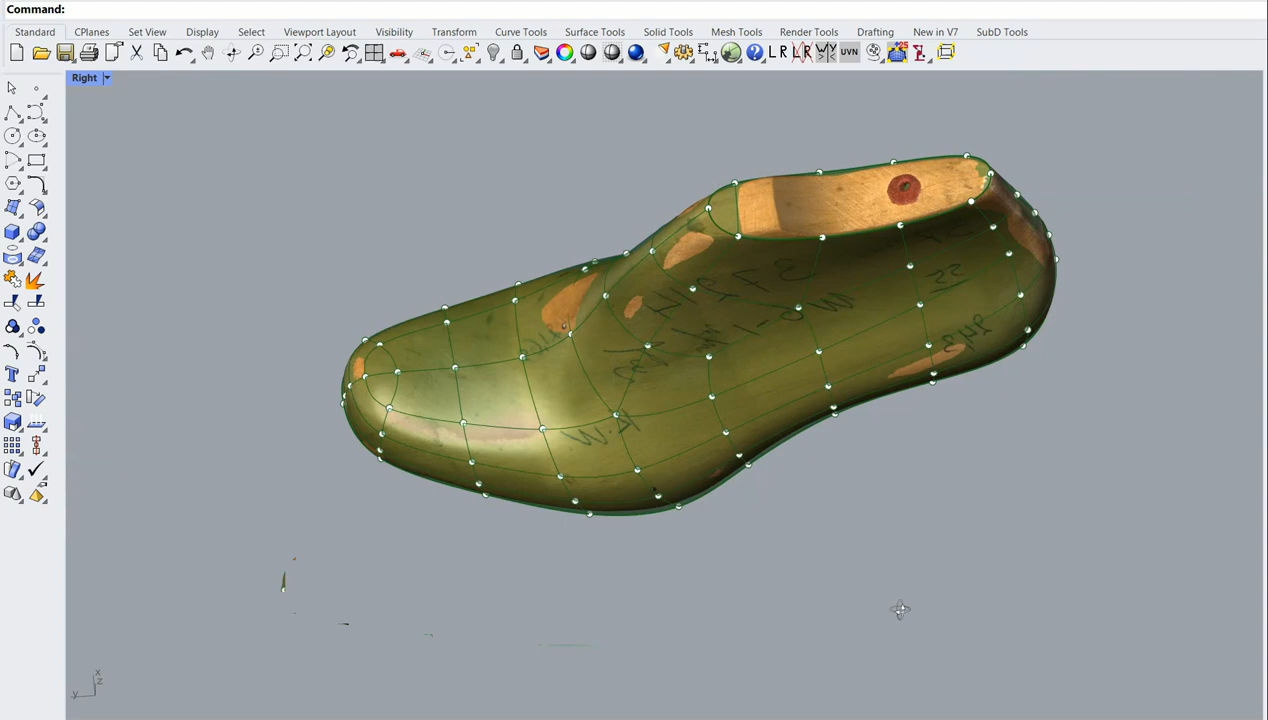 Command:
Standard CPlanes Set View Display Select Viewport Layout Visibility Transform Curve Tools Surface Tools Solid Tools Mesh Tools Render Tools Drafting New in V7 SubD Tools
L R L R UVN
Right
x
z
y